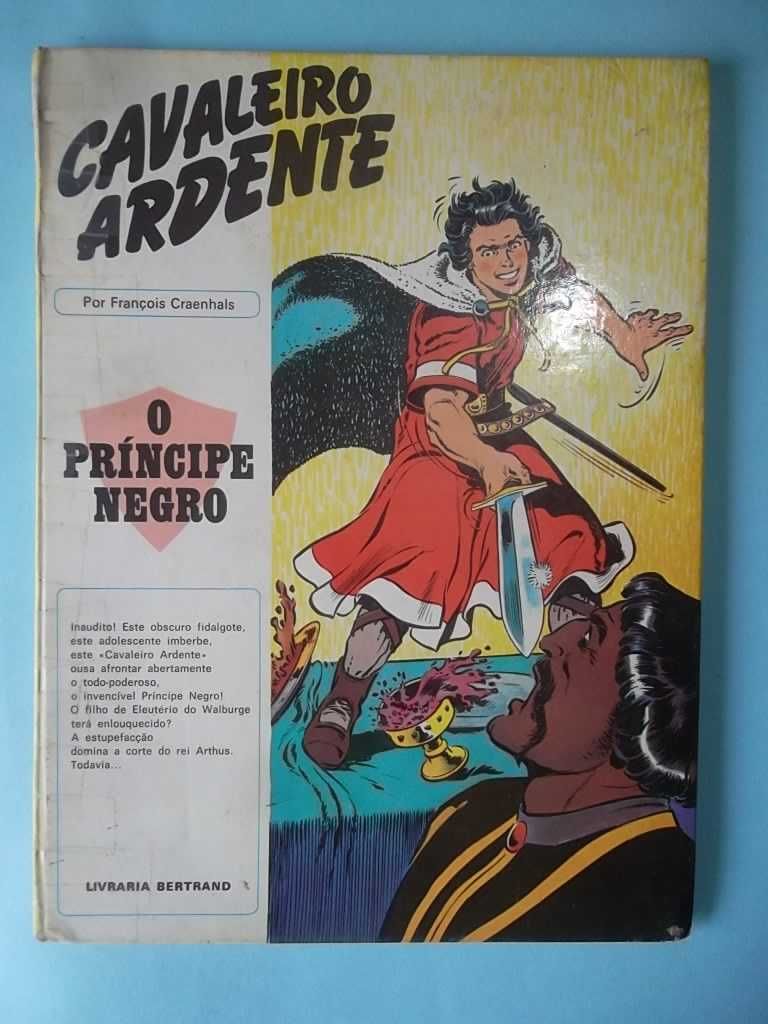 CAVALEIRO
ARDENTE
Por François Craenhals
O
PRÍNCIPE
NEGRO
Inaudito! Este obscuro fidalgote,
este adolescente imberbe,
este «Cavaleiro Ardente»
ousa afrontar abertamente
o todo-poderoso,
o invencível Príncipe Negro!
O filho de Eleutério do Walburge
terá enlouquecido?
A estupefacção
domina a corte do rei Arthus.
Todavia...
LIVRARIA BERTRAND